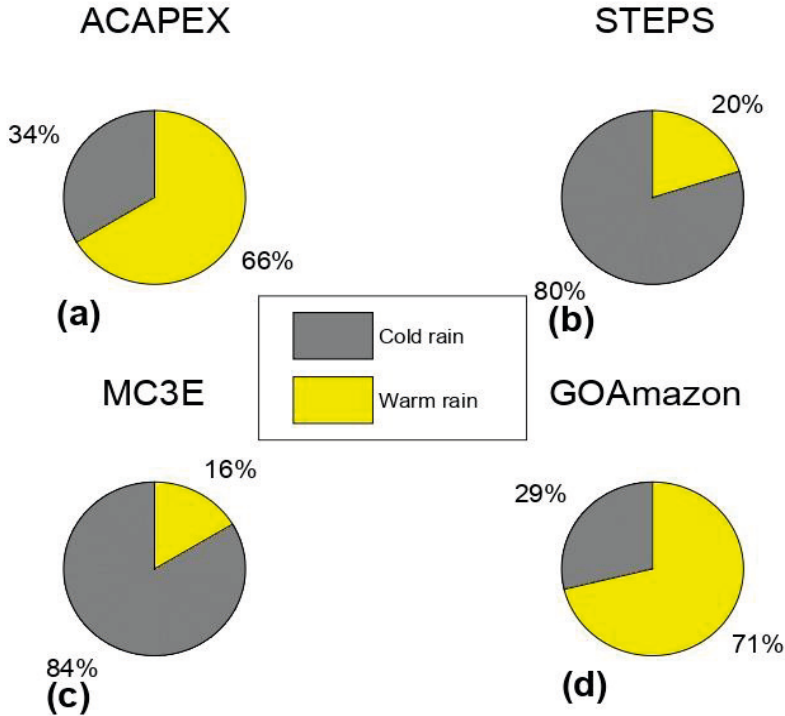 ACAPEX
34%
66%
(a)
STEPS
20%
80%
(b)
Cold rain
Warm rain
MC3E
16%
84%
(c)
GOAmazon
29%
71%
(d)